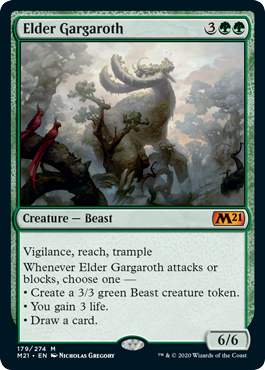 Elder Gargaroth 3
Creature — Beast M21
Vigilance, reach, trample
Whenever Elder Gargaroth attacks or
blocks, choose one —
• Create a 3/3 green Beast creature token.
• You gain 3 life.
• Draw a card.
6/6
179/274 M
M21 • EN Nicholas Gregory ™ & © 2020 Wizards of the Coast